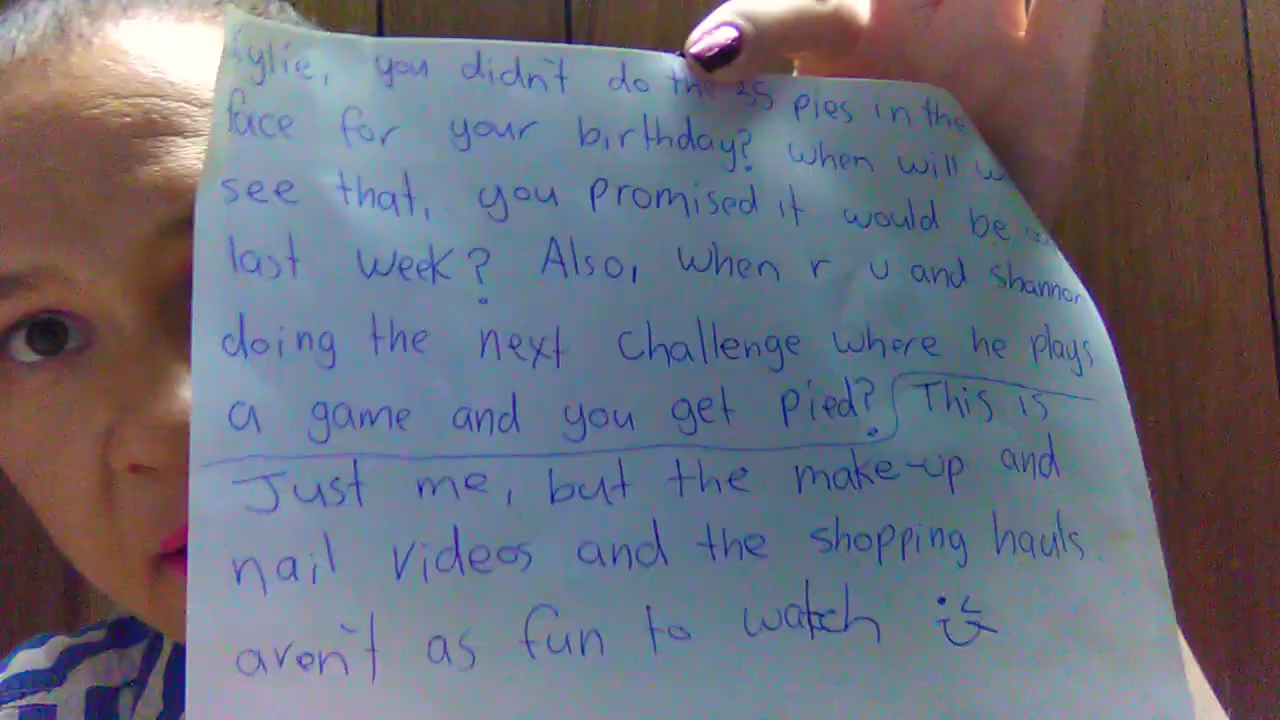 Kylie, you didn't do the 35 pies in the
face for your birthday? When will
see that, you promised it would be
last week? Also, when r u and shannon
doing the next challenge where he plays
a game and you get pied? This is
Just me, but the make-up and
nail videos and the shopping hauls
aren't as fun to watch